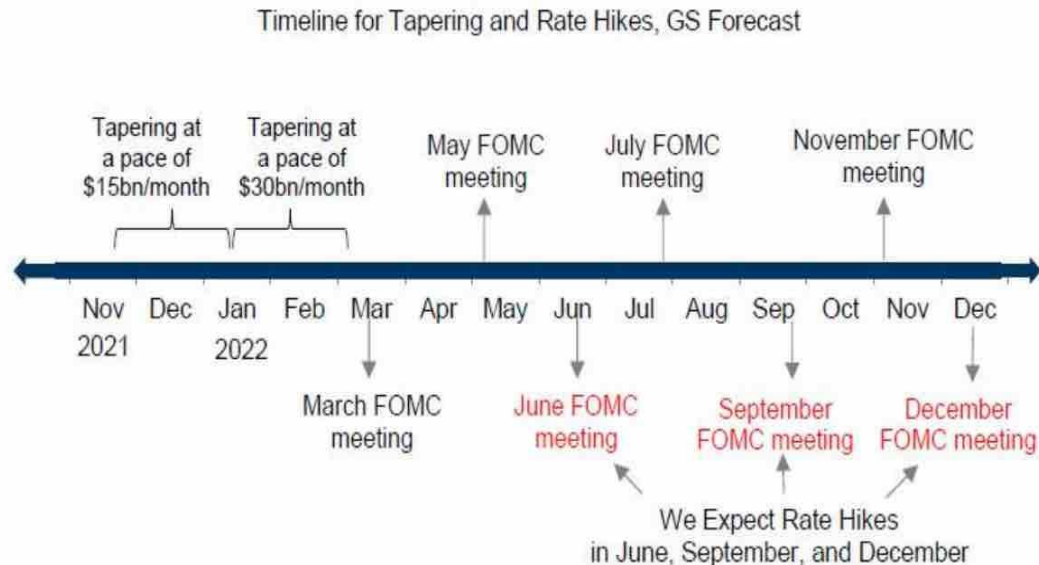 Timeline for Tapering and Rate Hikes, GS Forecast
Tapering at
a pace of
$15bn/month
Tapering at
a pace of
$30bn/month
May FOMC
meeting
July FOMC
meeting
November FOMC
meeting
Nov Dec Jan Feb Mar Apr May Jun Jul Aug Sep Oct Nov Dec
2021 2022
March FOMC
meeting
June FOMC
meeting
September
FOMC meeting
December
FOMC meeting
We Expect Rate Hikes
in June, September, and December